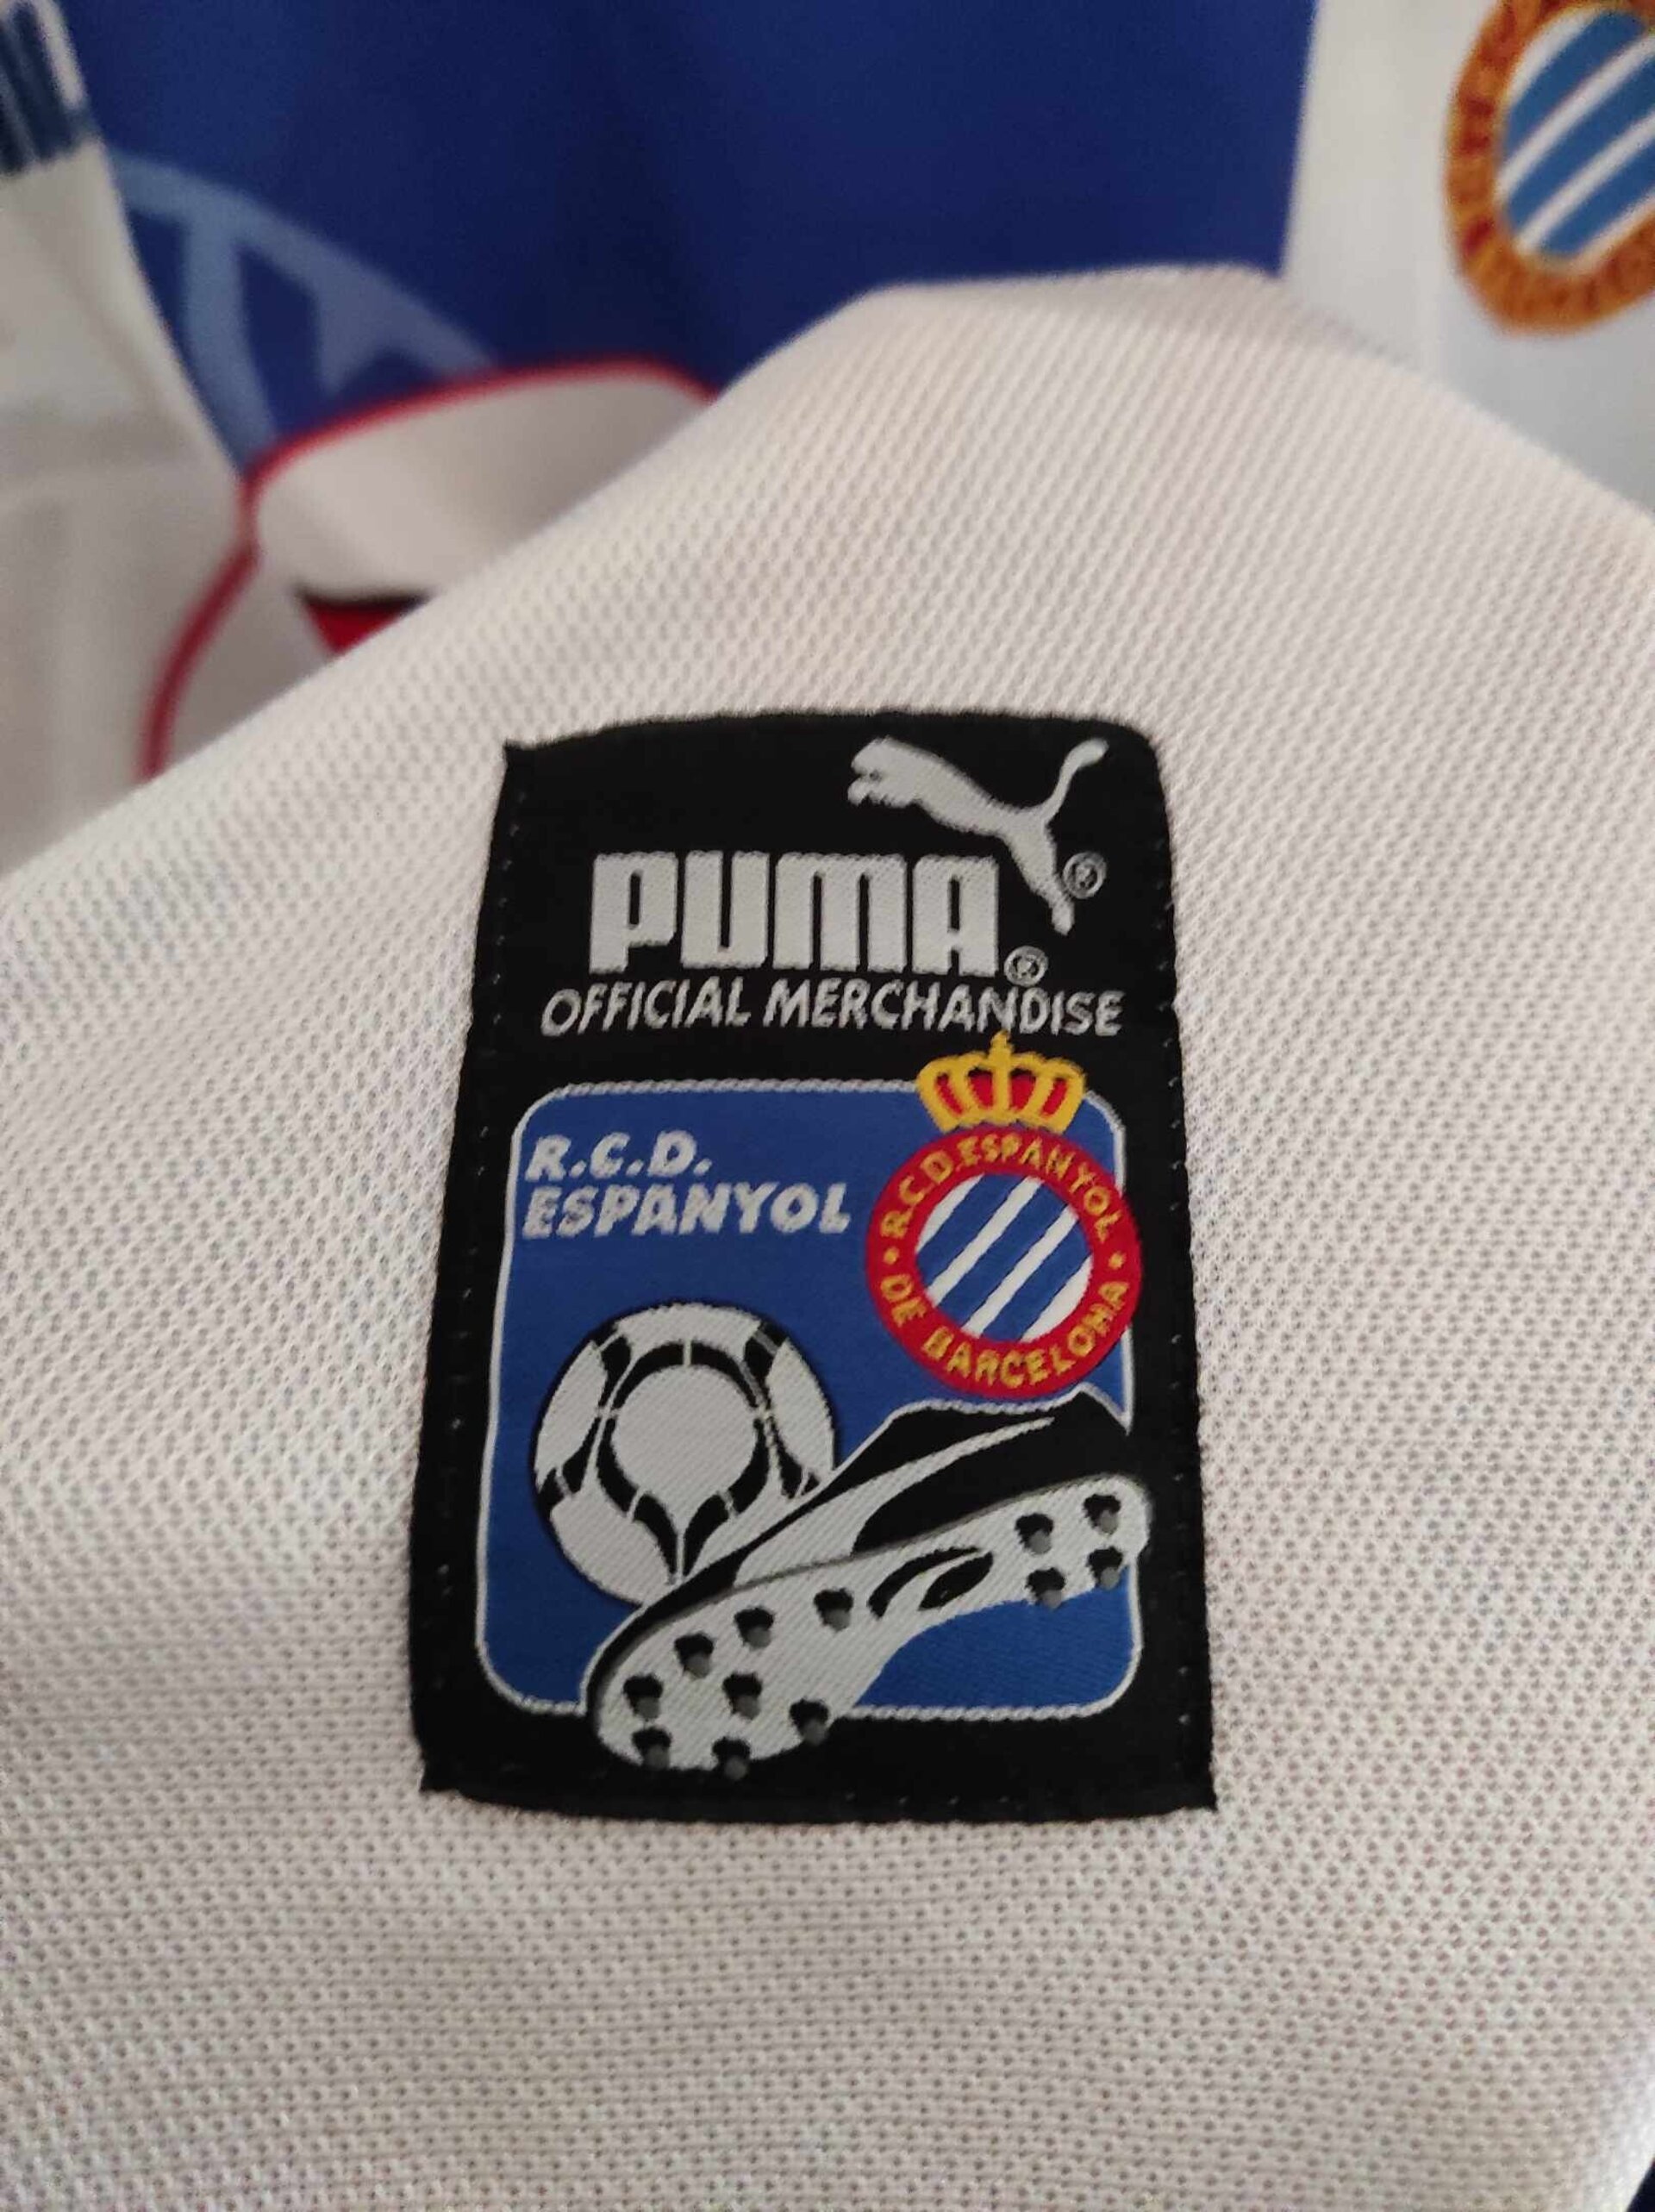 PUMA®
®
OFFICIAL MERCHANDISE
R.C.D.
ESPANYOL
R.C.D.ESPANYOL
• DE BARCELONA •